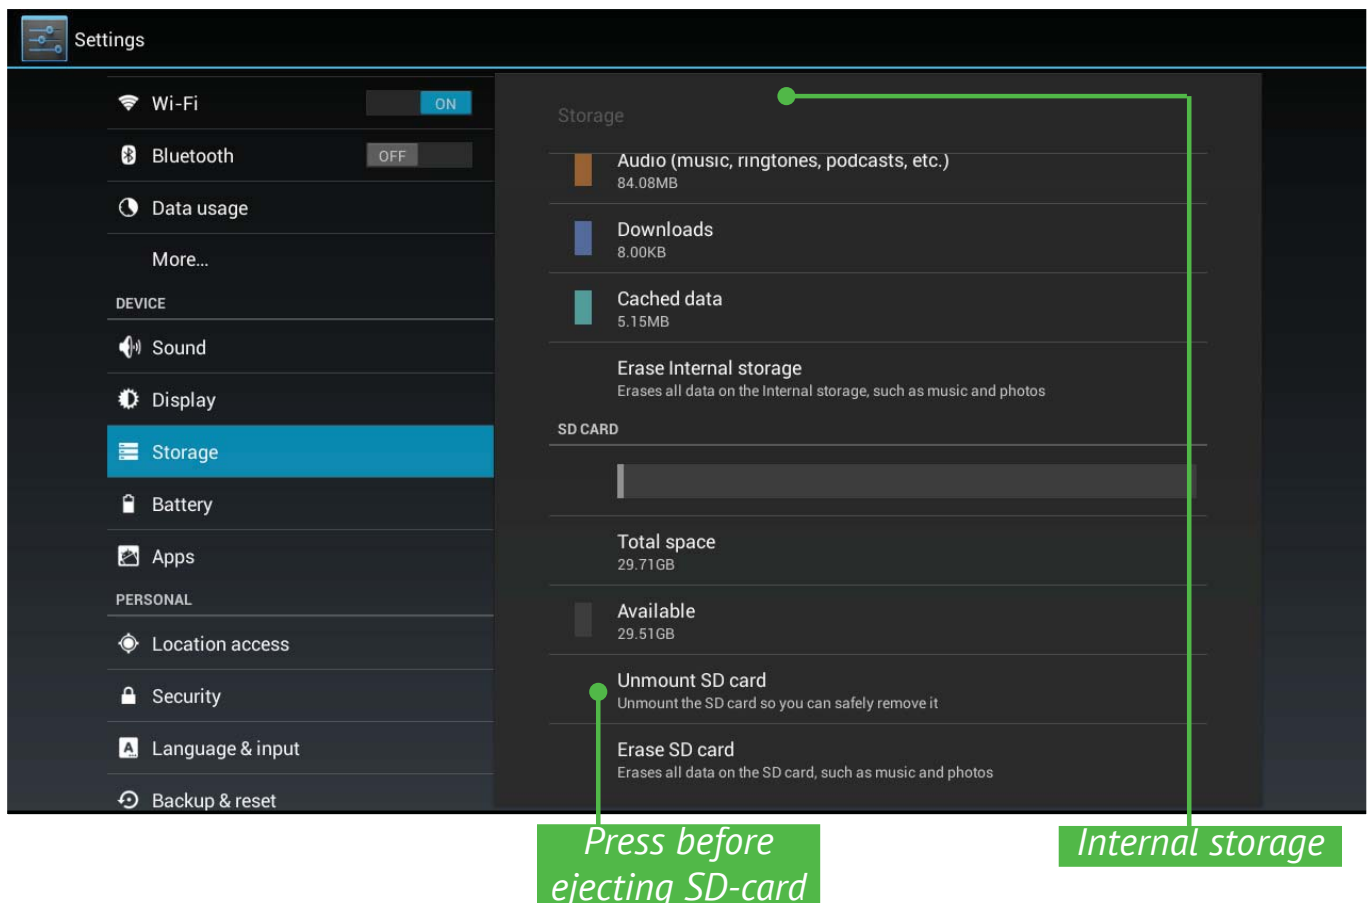 Settings
Wi-Fi
ON
Bluetooth
OFF
Data usage
More...
DEVICE
Sound
Display
Storage
Battery
Apps
PERSONAL
Location access
Security
Language & input
Backup & reset
Storage
Audio (music, ringtones, podcasts, etc.)
84.08MB
Downloads
8.00KB
Cached data
5.15MB
Erase Internal storage
Erases all data on the Internal storage, such as music and photos
SD CARD
Total space
29.71GB
Available
29.51GB
Unmount SD card
Unmount the SD card so you can safely remove it
Erase SD card
Erases all data on the SD card, such as music and photos
Press before
ejecting SD-card
Internal storage